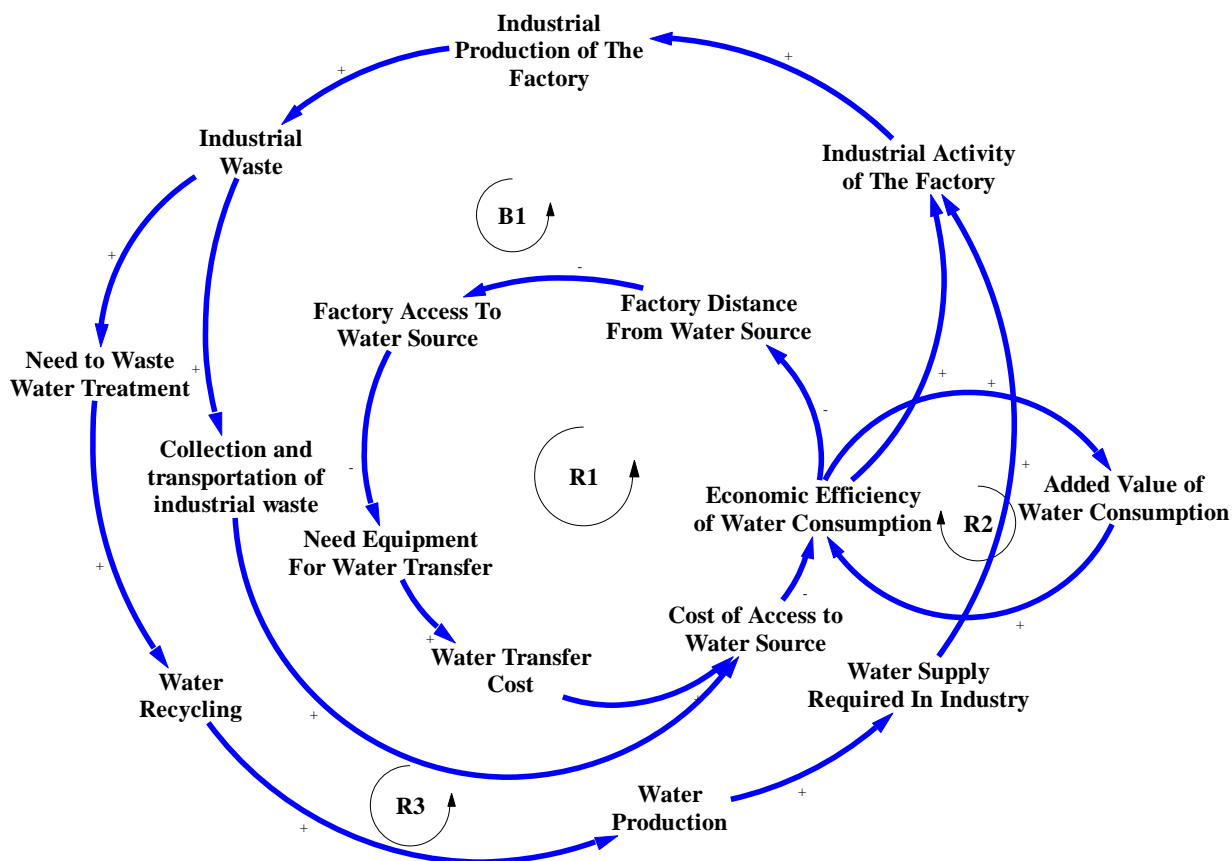 Industrial
Production of The
Factory
+
+
Industrial
Waste
Industrial Activity
of The Factory
B1
+
-
Factory Access To
Water Source
Factory Distance
From Water Source
Need to Waste
Water Treatment
+
+
+
-
Collection and
transportation of
industrial waste
-
R1
+
Economic Efficiency
of Water Consumption
R2
Added Value of
Water Consumption
Need Equipment
For Water Transfer
+
-
Cost of Access to
Water Source
+
+
Water Transfer
Cost
Water Supply
Required In Industry
Water
Recycling
+
+
R3
Water
Production
+
+